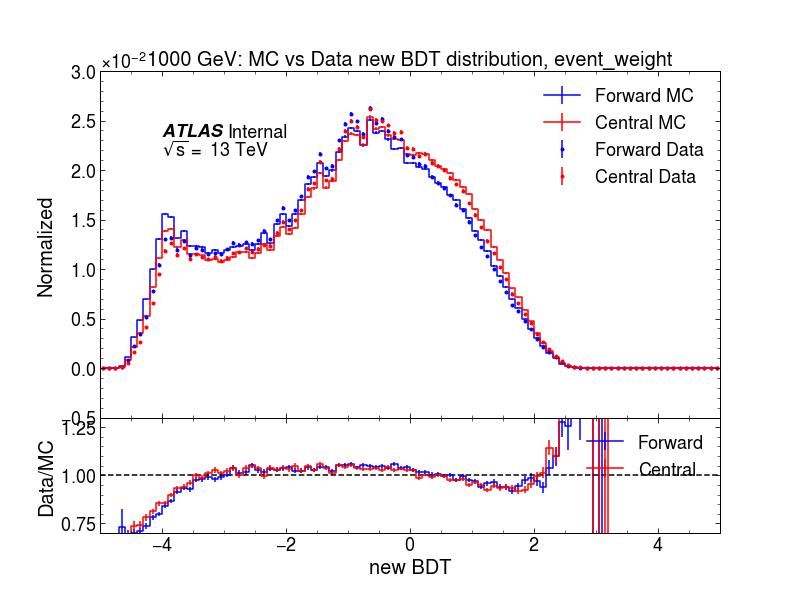 ×10⁻²1000 GeV: MC vs Data new BDT distribution, event_weight
3.0
2.5
2.0
1.5
1.0
0.5
0.0
−0.5
Normalized
ATLAS Internal
√s = 13 TeV
Forward MC
Central MC
Forward Data
Central Data
1.25
1.00
0.75
Data/MC
Forward
Central
−4 −2 0 2 4
new BDT